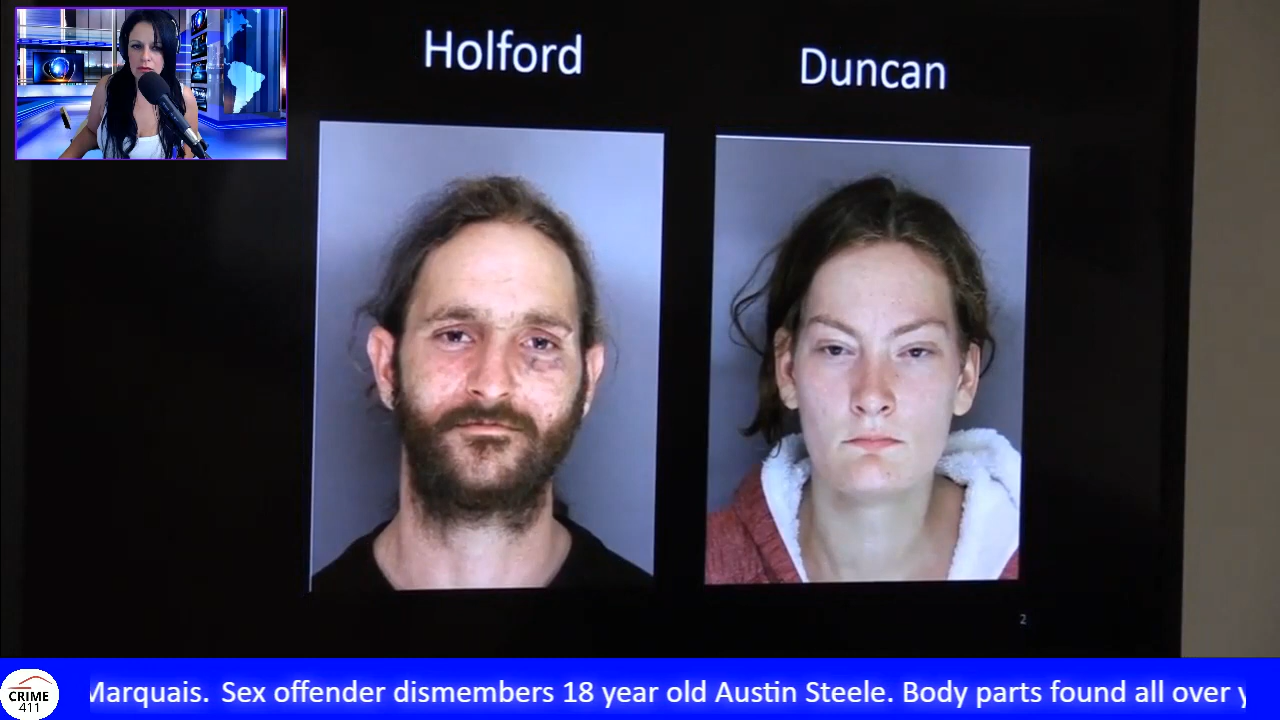 Holford
Duncan
2
CRIME
411
Marquais. Sex offender dismembers 18 year old Austin Steele. Body parts found all over